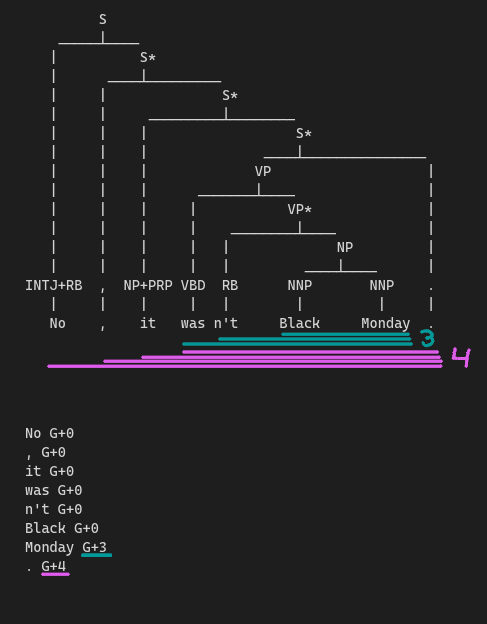 S
S*
S*
S*
VP
VP*
NP
INTJ+RB , NP+PRP VBD RB NNP NNP .
No , it was n't Black Monday .
3
4
No G+0
, G+0
it G+0
was G+0
n't G+0
Black G+0
Monday G+3
. G+4